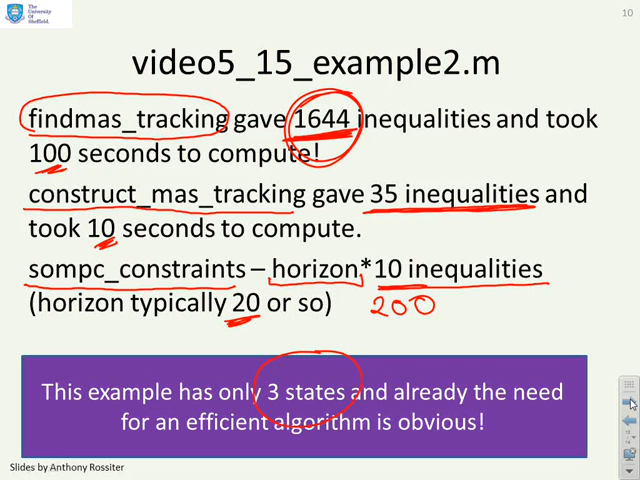 The
University
Of
Sheffield.
10
video5_15_example2.m
findmas_tracking gave 1644 inequalities and took
100 seconds to compute!
construct_mas_tracking gave 35 inequalities and
took 10 seconds to compute.
sompc_constraints – horizon*10 inequalities
(horizon typically 20 or so) 200
This example has only 3 states and already the need
for an efficient algorithm is obvious!
Slides by Anthony Rossiter